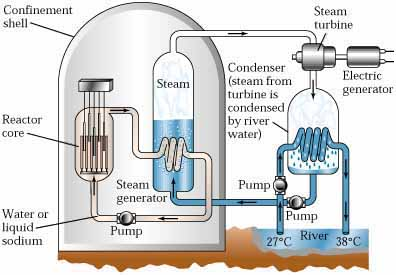 Confinement
shell
Steam
turbine
Condenser
(steam from
turbine is
condensed
by river
water)
Electric
generator
Steam
Reactor
core
Steam
generator
Water or
liquid
sodium
Pump
Pump
Pump
27°C
River
38°C